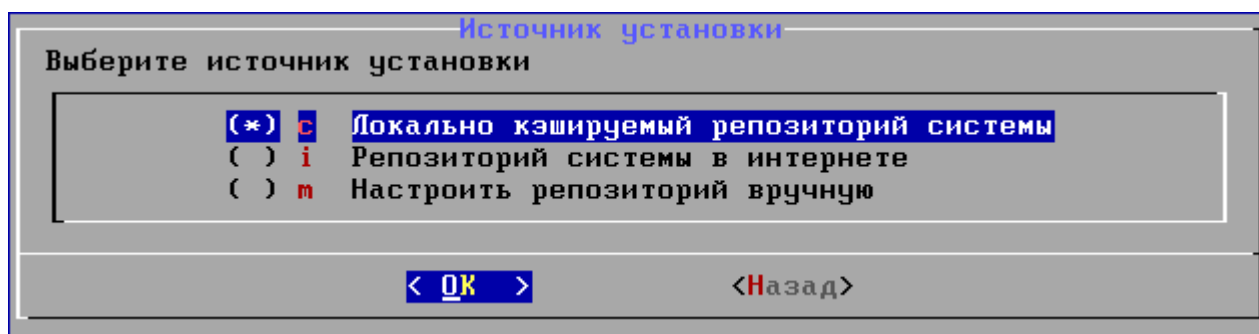 Источник установки
Выберите источник установки
(*) c Локально кэшируемый репозиторий системы
( ) i Репозиторий системы в интернете
( ) m Настроить репозиторий вручную
< OK > <Назад>